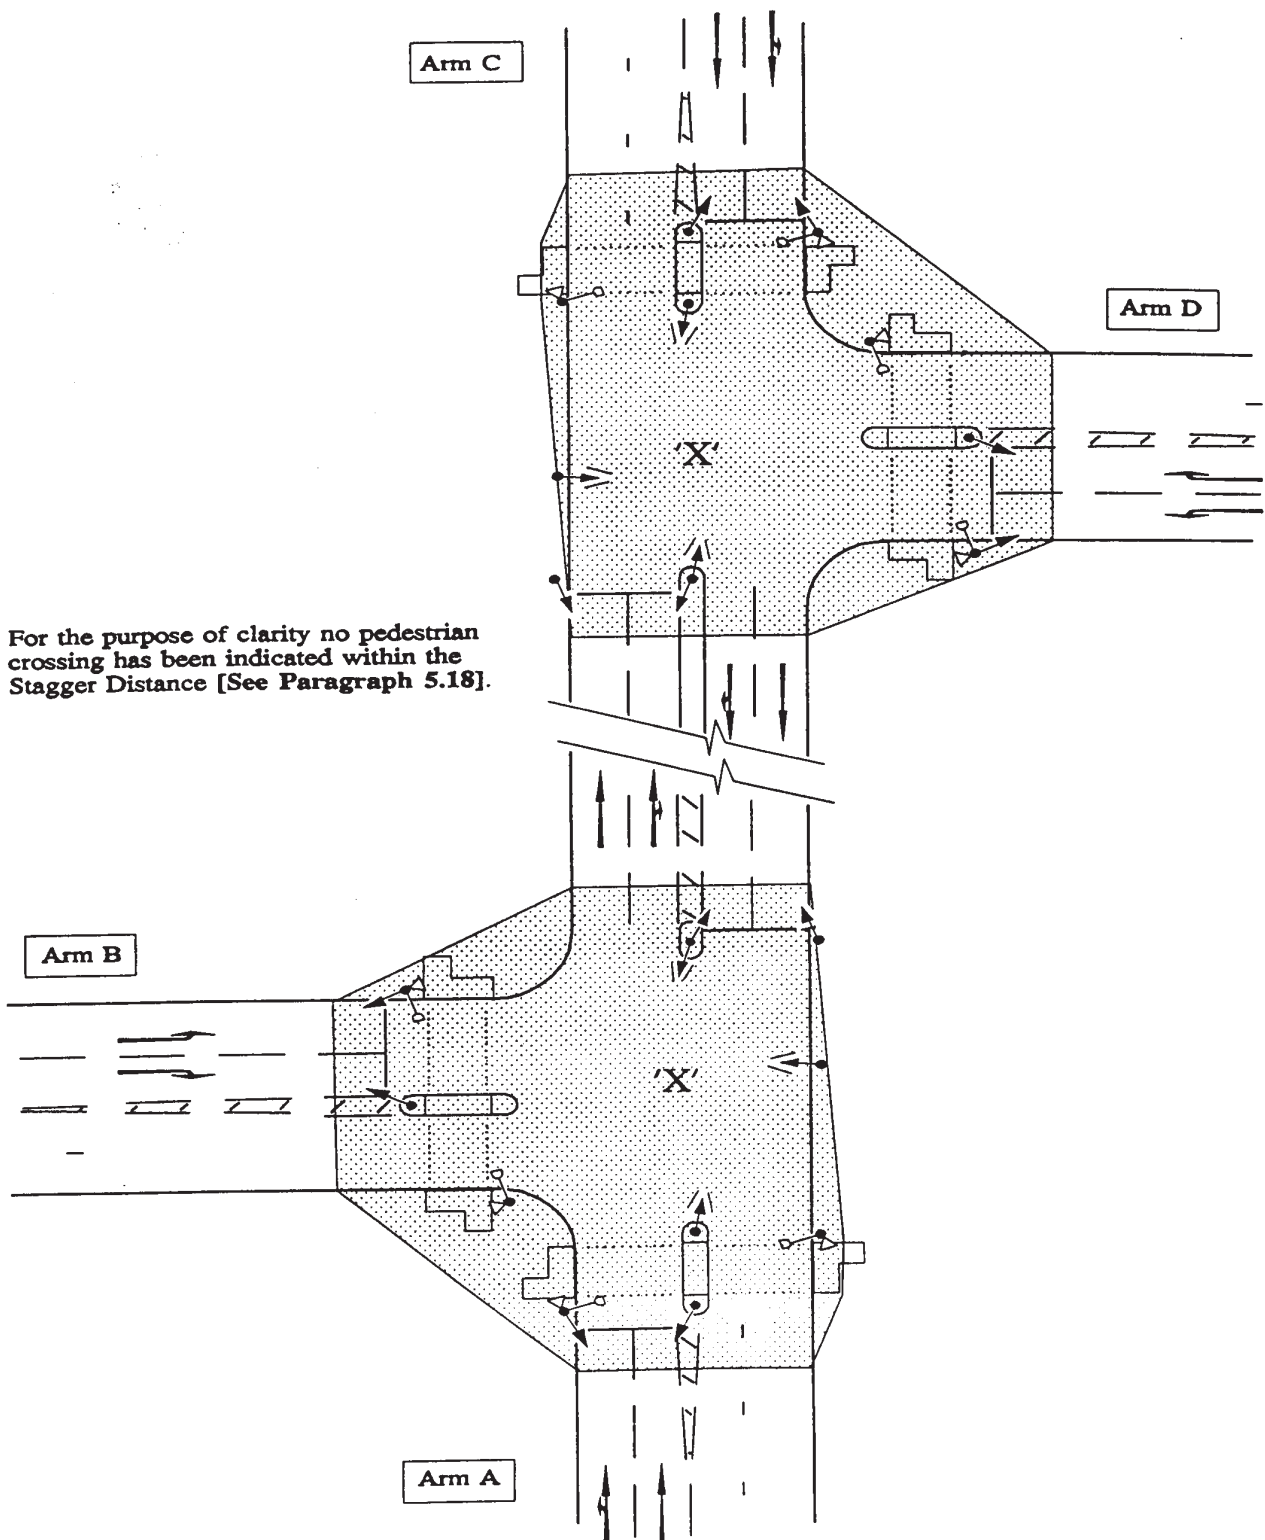 Arm C
Arm D
'X'
For the purpose of clarity no pedestrian
crossing has been indicated within the
Stagger Distance [See Paragraph 5.18].
Arm B
'X'
Arm A